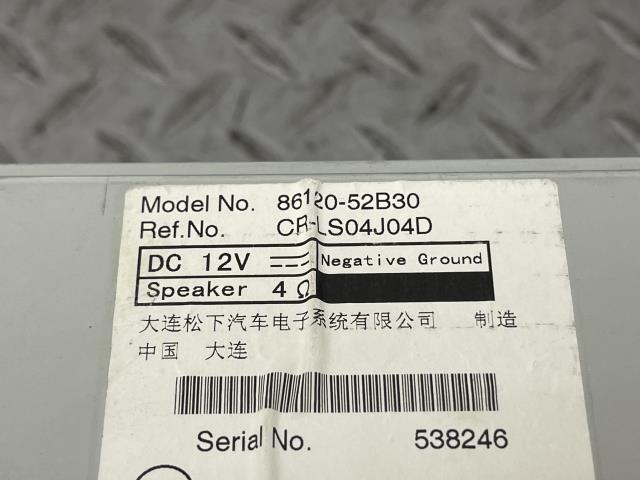 Model No. 86120-52B30
Ref.No. CR-LS04J04D
DC 12V Negative Ground
Speaker 4Ω
大连松下汽车电子系统有限公司 制造
中国 大连
Serial No. 538246